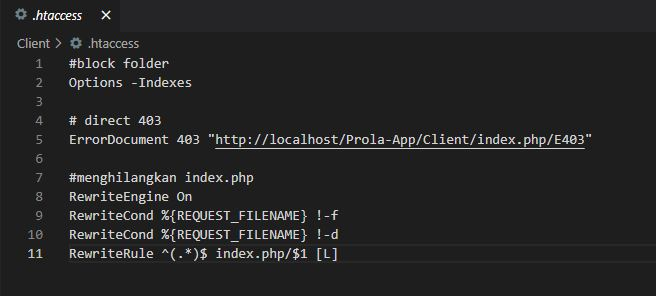 .htaccess
Client > .htaccess
1 #block folder
2 Options -Indexes
3
4 # direct 403
5 ErrorDocument 403 "http://localhost/Prola-App/Client/index.php/E403"
6
7 #menghilangkan index.php
8 RewriteEngine On
9 RewriteCond %{REQUEST_FILENAME} !-f
10 RewriteCond %{REQUEST_FILENAME} !-d
11 RewriteRule ^(.*)$ index.php/$1 [L]